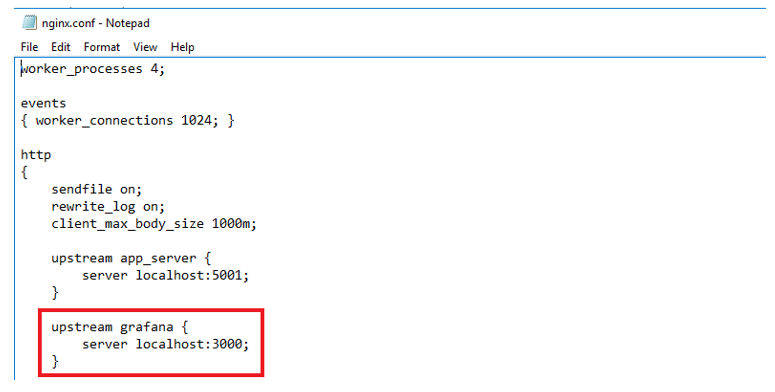 nginx.conf - Notepad
File Edit Format View Help
worker_processes 4;
events
{ worker_connections 1024; }
http
{
    sendfile on;
    rewrite_log on;
    client_max_body_size 1000m;
    upstream app_server {
        server localhost:5001;
    }
    upstream grafana {
        server localhost:3000;
    }